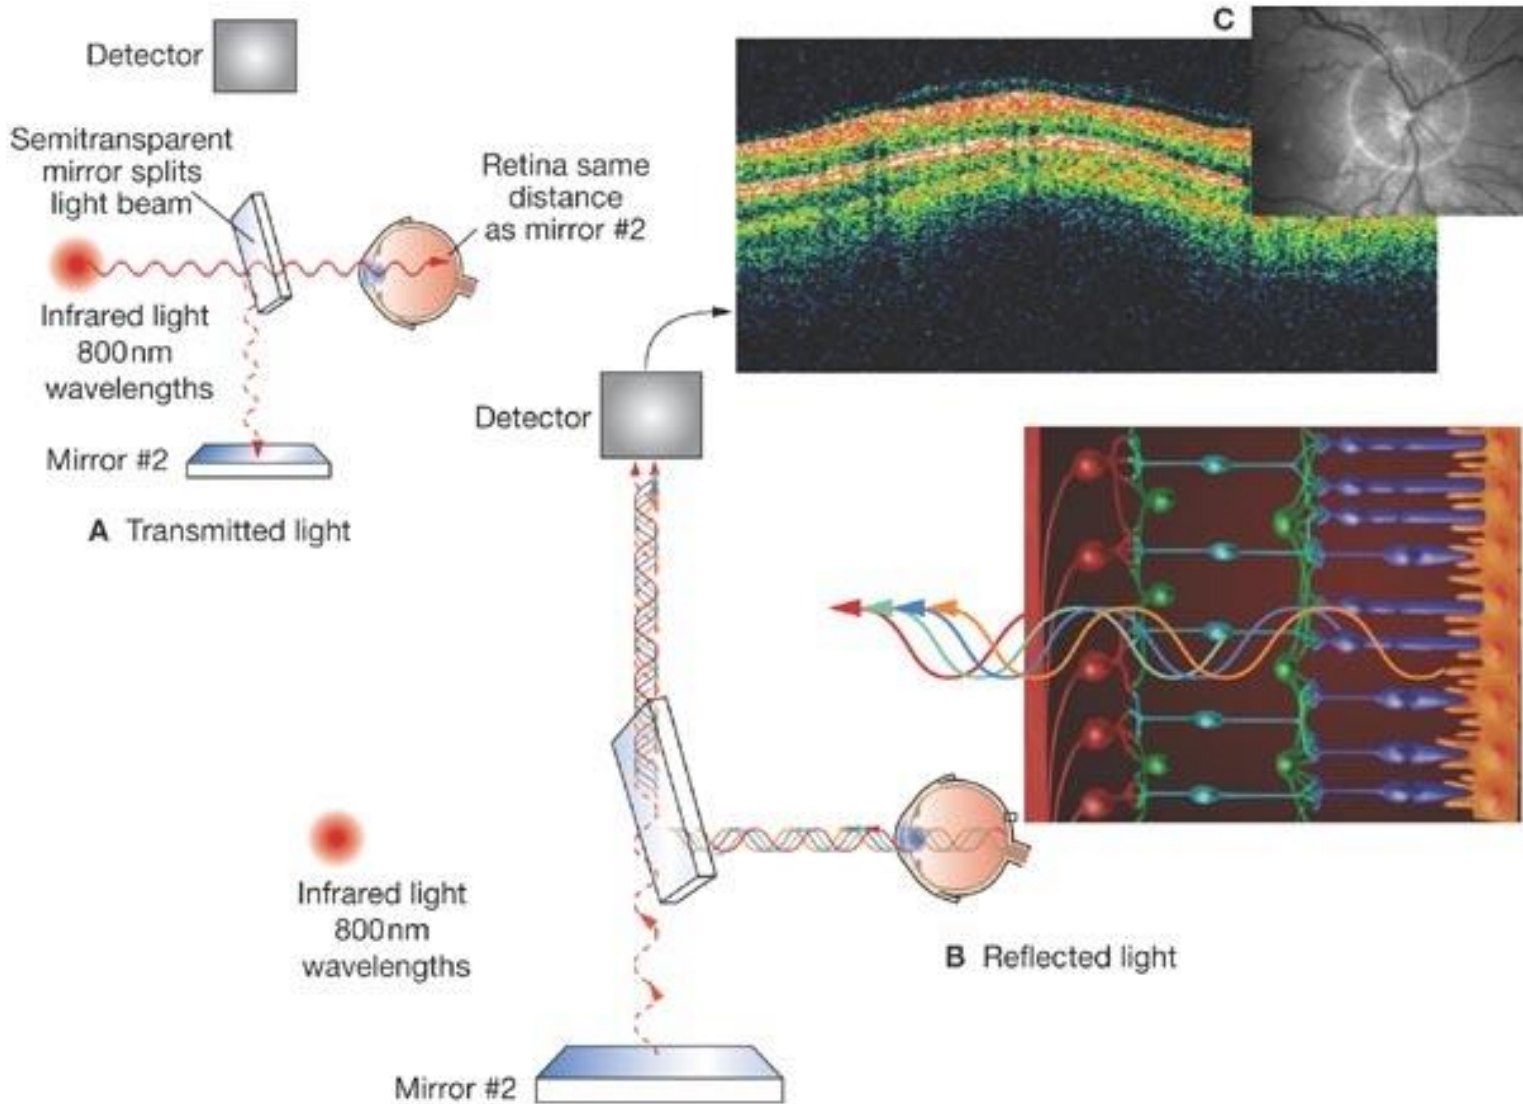 Detector
Semitransparent
mirror splits
light beam
Retina same
distance
as mirror #2
Infrared light
800nm
wavelengths
Mirror #2
A Transmitted light
C
Detector
Infrared light
800nm
wavelengths
B Reflected light
Mirror #2